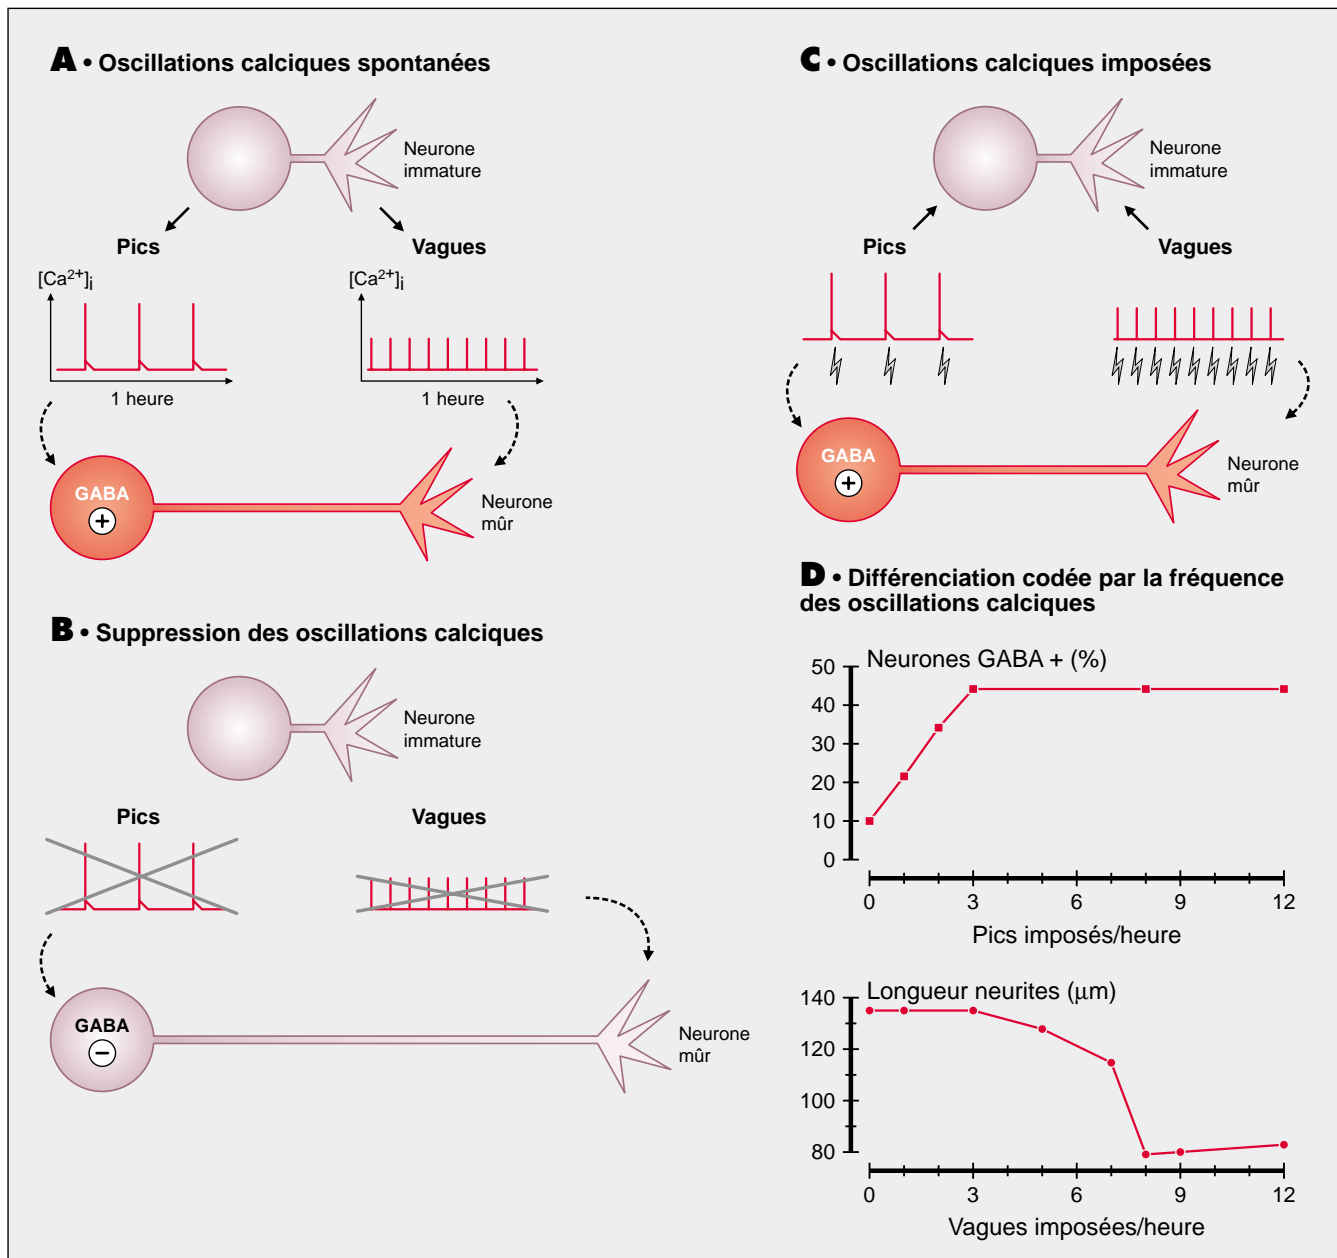 A • Oscillations calciques spontanées
Neurone
immature
Pics
Vagues
[Ca²⁺]i
[Ca²⁺]i
1 heure
1 heure
GABA
+
Neurone
mûr
B • Suppression des oscillations calciques
Neurone
immature
Pics
Vagues
GABA
−
Neurone
mûr
C • Oscillations calciques imposées
Neurone
immature
Pics
Vagues
GABA
+
Neurone
mûr
D • Différenciation codée par la fréquence
des oscillations calciques
Neurones GABA + (%)
50
40
30
20
10
0
0 3 6 9 12
Pics imposés/heure
Longueur neurites (μm)
140
120
100
80
0 3 6 9 12
Vagues imposées/heure